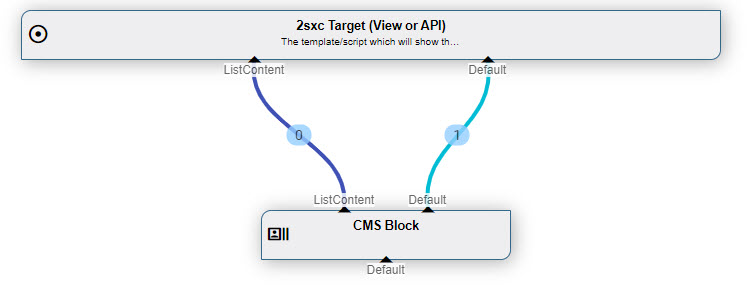 2sxc Target (View or API)
The template/script which will show th...
ListContent
Default
0
1
ListContent
Default
CMS Block
Default